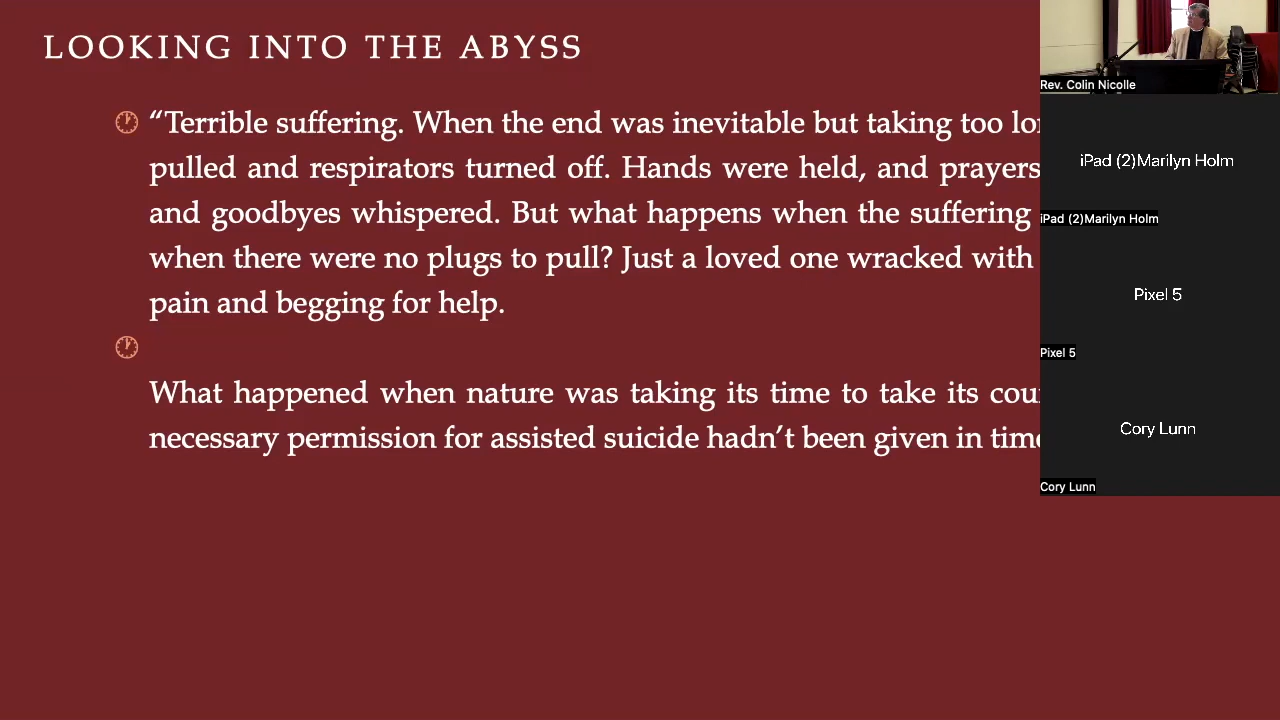 LOOKING INTO THE ABYSS
“Terrible suffering. When the end was inevitable but taking too
pulled and respirators turned off. Hands were held, and prayers
and goodbyes whispered. But what happens when the suffering
when there were no plugs to pull? Just a loved one wracked with
pain and begging for help.
What happened when nature was taking its time to take its
necessary permission for assisted suicide hadn’t been given in
Rev. Colin Nicolle
iPad (2)Marilyn Holm
iPad (2)Marilyn Holm
Pixel 5
Pixel 5
Cory Lunn
Cory Lunn